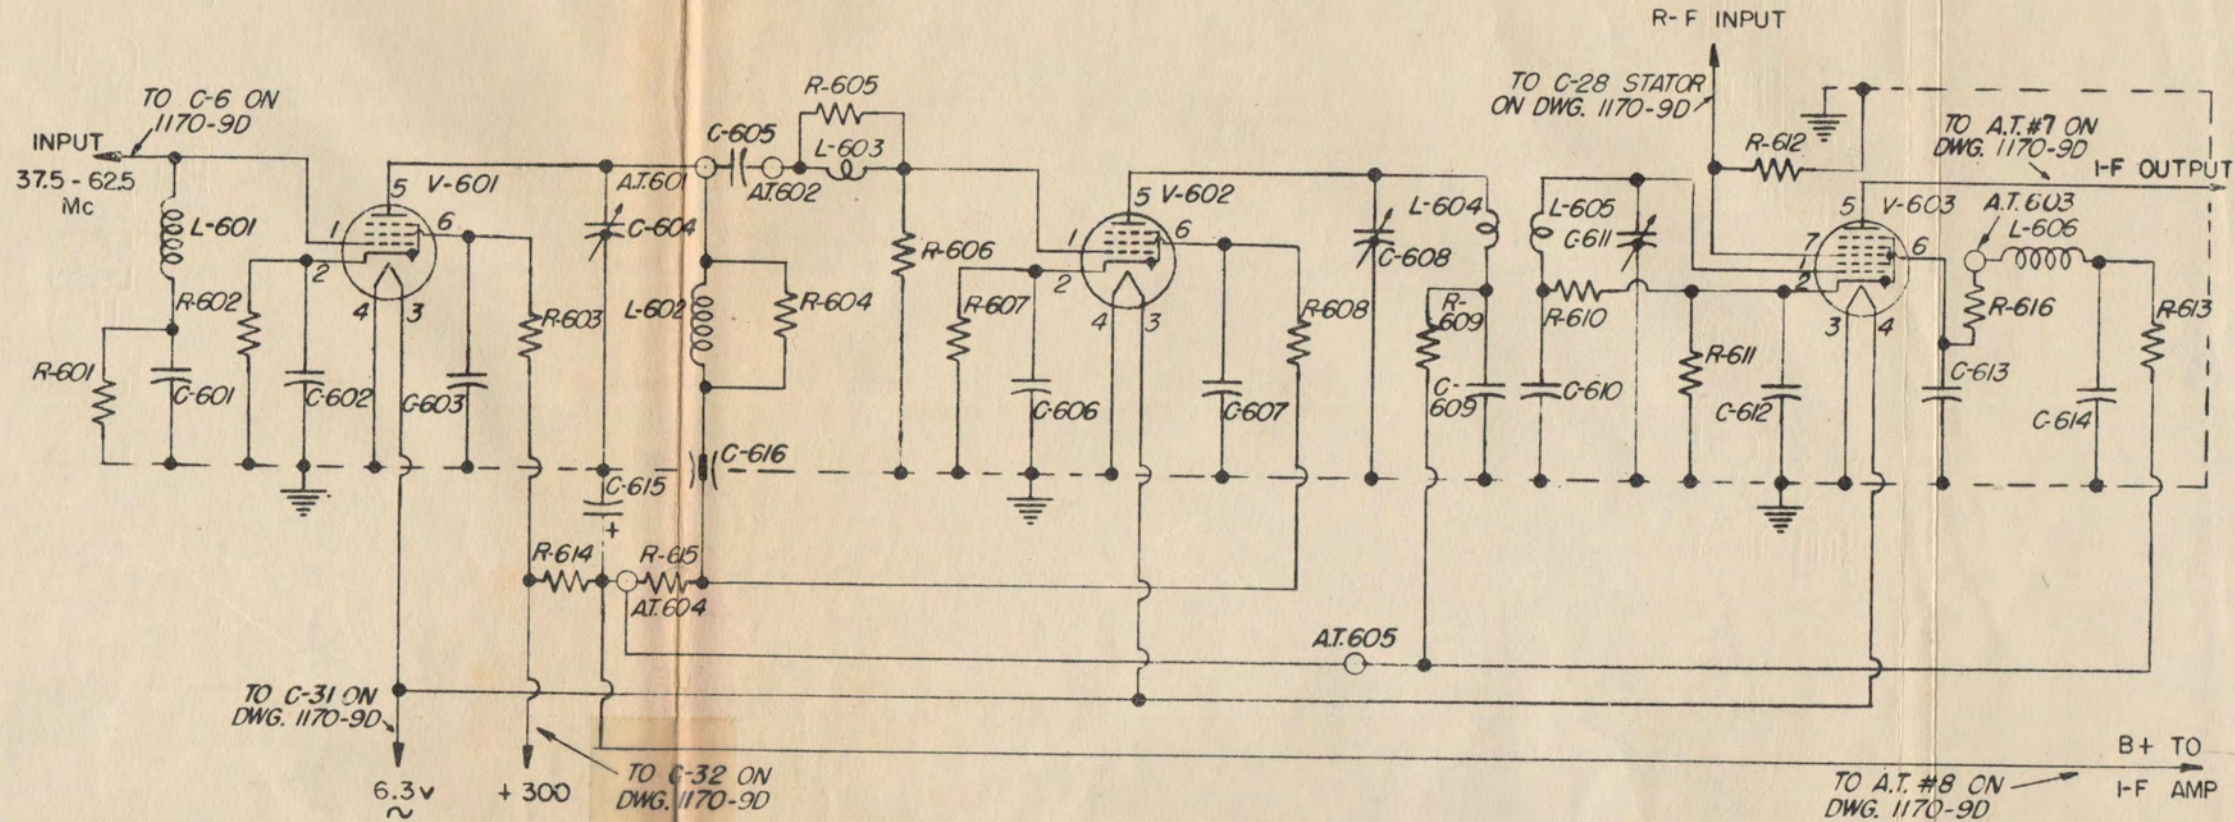 R-F INPUT
TO C-28 STATOR
ON DWG. 1170-9D
TO C-6 ON
1170-9D
INPUT
37.5 - 62.5
Mc
R-605
C-605
L-603
A.T.601
A.T.602
R-612
TO A.T. #7 ON
DWG. 1170-9D
I-F OUTPUT
5
V-601
1
6
2
4
3
L-601
R-602
R-601
C-601
C-602
C-603
R-603
C-604
L-602
R-604
R-606
5
V-602
1
6
2
4
3
R-607
C-606
C-607
R-608
C-608
L-604
R-
609
C-
609
L-605
C-611
R-610
C-610
R-611
C-612
5
V-603
7
1
2
6
3
4
A.T.603
L-606
R-616
R-613
C-613
C-614
C-616
C-615
+
R-614
R-615
A.T.604
A.T.605
TO C-31 ON
DWG. 1170-9D
6.3 v
~
+ 300
TO C-32 ON
DWG. 1170-9D
B+ TO
I-F AMP
TO A.T. #8 ON
DWG. 1170-9D